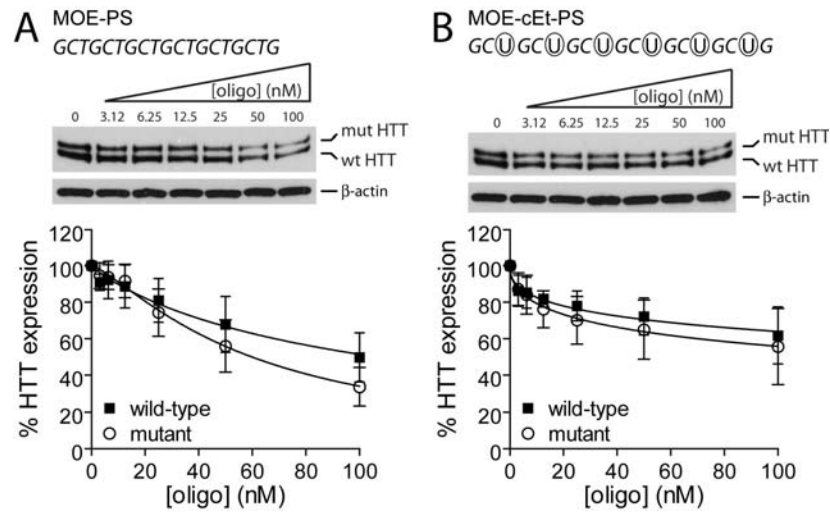 A
MOE-PS
GCTGCTGCTGCTGCTGCTG
[oligo] (nM)
0 3.12 6.25 12.5 25 50 100
mut HTT
wt HTT
β-actin
120
100
80
60
40
20
0
% HTT expression
wild-type
mutant
0 20 40 60 80 100
[oligo] (nM)
B
MOE-cEt-PS
GCUGCUGCUGCUGCUGCUG
[oligo] (nM)
0 3.12 6.25 12.5 25 50 100
mut HTT
wt HTT
β-actin
120
100
80
60
40
20
0
% HTT expression
wild-type
mutant
0 20 40 60 80 100
[oligo] (nM)